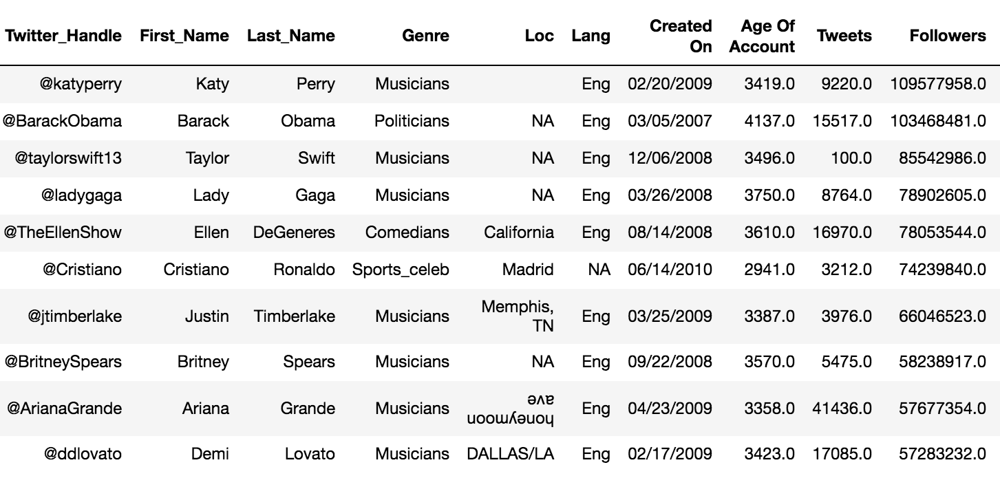 Twitter_Handle First_Name Last_Name Genre Loc Lang Created On Age Of Account Tweets Followers
@katyperry Katy Perry Musicians Eng 02/20/2009 3419.0 9220.0 109577958.0
@BarackObama Barack Obama Politicians NA Eng 03/05/2007 4137.0 15517.0 103468481.0
@taylorswift13 Taylor Swift Musicians NA Eng 12/06/2008 3496.0 100.0 85542986.0
@ladygaga Lady Gaga Musicians NA Eng 03/26/2008 3750.0 8764.0 78902605.0
@TheEllenShow Ellen DeGeneres Comedians California Eng 08/14/2008 3610.0 16970.0 78053544.0
@Cristiano Cristiano Ronaldo Sports_celeb Madrid NA 06/14/2010 2941.0 3212.0 74239840.0
@jtimberlake Justin Timberlake Musicians Memphis, TN Eng 03/25/2009 3387.0 3976.0 66046523.0
@BritneySpears Britney Spears Musicians NA Eng 09/22/2008 3570.0 5475.0 58238917.0
@ArianaGrande Ariana Grande Musicians ǝʌɐ uooɯʎǝuoɥ Eng 04/23/2009 3358.0 41436.0 57677354.0
@ddlovato Demi Lovato Musicians DALLAS/LA Eng 02/17/2009 3423.0 17085.0 57283232.0